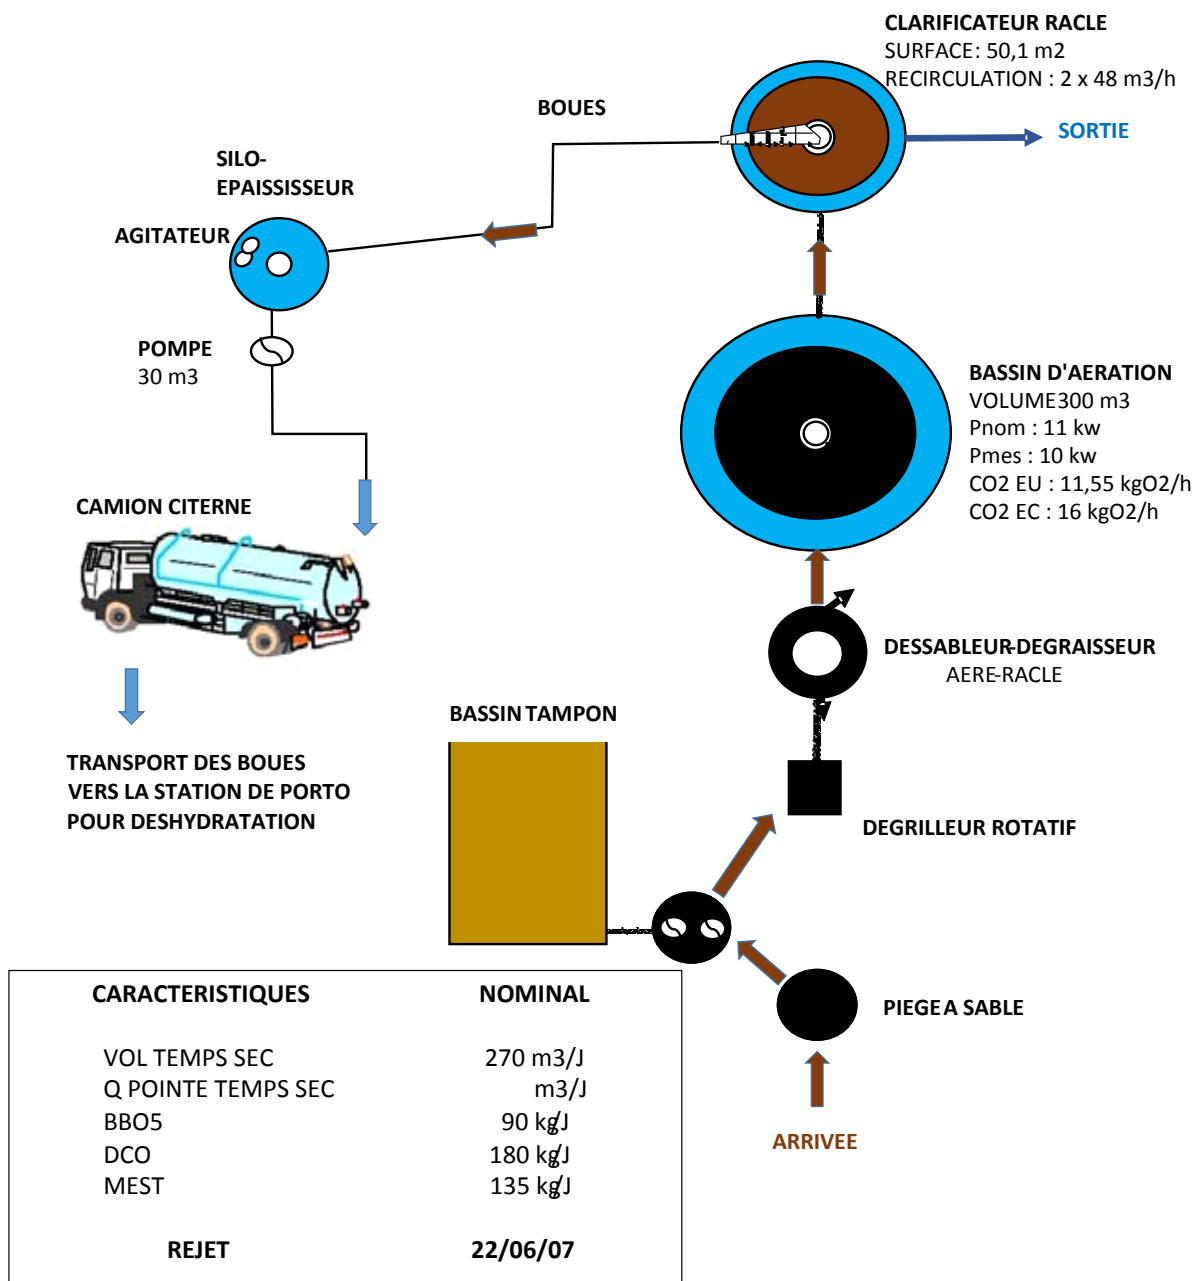 CLARIFICATEUR RACLE
SURFACE: 50,1 m2
RECIRCULATION : 2 x 48 m3/h
BOUES
SORTIE
SILO-
EPAISSISSEUR
AGITATEUR
POMPE
30 m3
BASSIN D'AERATION
VOLUME300 m3
Pnom : 11 kw
Pmes : 10 kw
CO2 EU : 11,55 kgO2/h
CO2 EC : 16 kgO2/h
CAMION CITERNE
DESSABLEUR-DEGRAISSEUR
AERE-RACLE
BASSIN TAMPON
TRANSPORT DES BOUES
VERS LA STATION DE PORTO
POUR DESHYDRATATION
DEGRILLEUR ROTATIF
PIEGE A SABLE
ARRIVEE
CARACTERISTIQUES NOMINAL
VOL TEMPS SEC 270 m3/J
Q POINTE TEMPS SEC m3/J
BBO5 90 kg/J
DCO 180 kg/J
MEST 135 kg/J
REJET 22/06/07